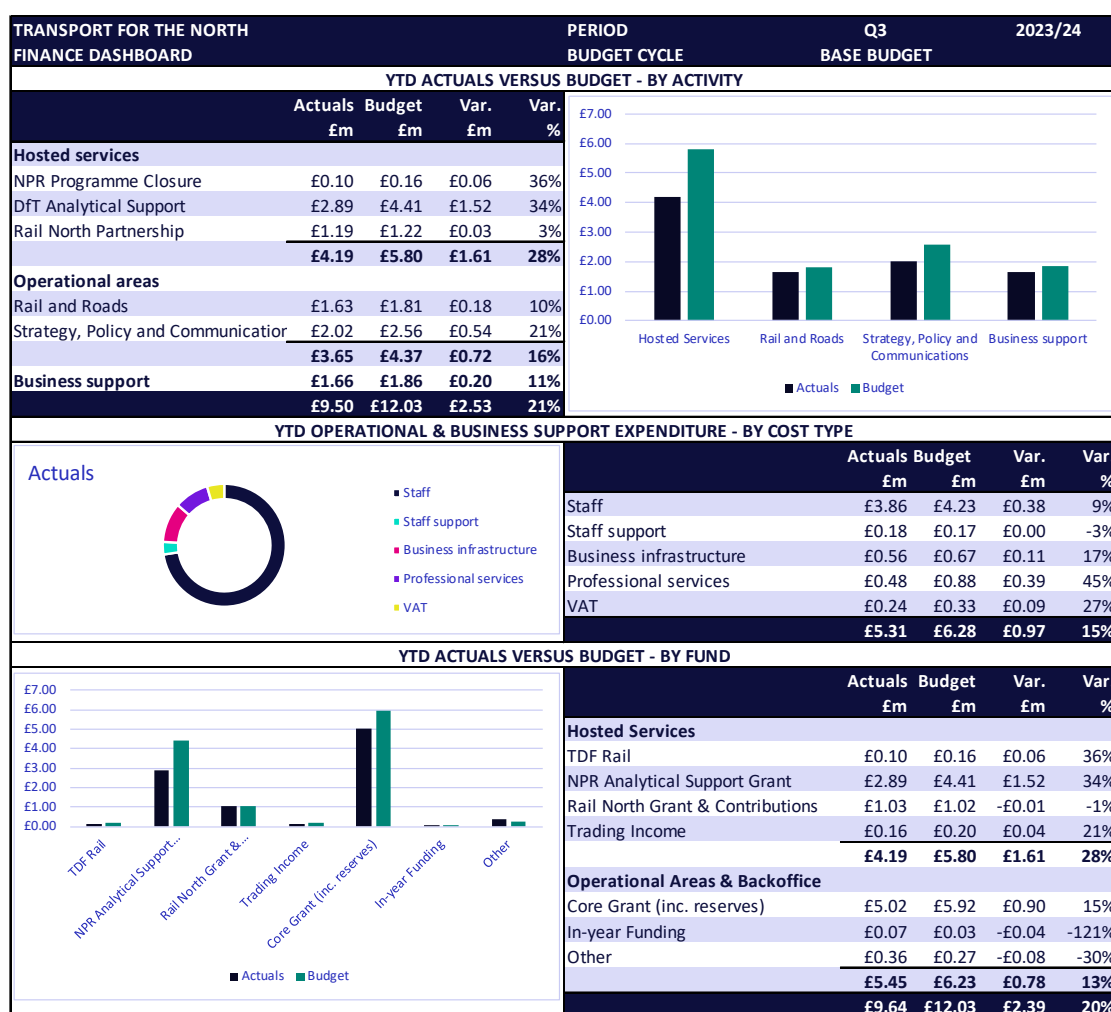 TRANSPORT FOR THE NORTH PERIOD Q3 2023/24
FINANCE DASHBOARD BUDGET CYCLE BASE BUDGET
YTD ACTUALS VERSUS BUDGET - BY ACTIVITY
Actuals Budget Var. Var.
£m £m £m %
Hosted services
NPR Programme Closure £0.10 £0.16 £0.06 36%
DfT Analytical Support £2.89 £4.41 £1.52 34%
Rail North Partnership £1.19 £1.22 £0.03 3%
£4.19 £5.80 £1.61 28%
Operational areas
Rail and Roads £1.63 £1.81 £0.18 10%
Strategy, Policy and Communication £2.02 £2.56 £0.54 21%
£3.65 £4.37 £0.72 16%
Business support £1.66 £1.86 £0.20 11%
£9.50 £12.03 £2.53 21%
£7.00
£6.00
£5.00
£4.00
£3.00
£2.00
£1.00
£0.00
Hosted Services Rail and Roads Strategy, Policy and Business support
Communications
Actuals Budget
YTD OPERATIONAL & BUSINESS SUPPORT EXPENDITURE - BY COST TYPE
Actuals
Staff
Staff support
Business infrastructure
Professional services
VAT
Actuals Budget Var. Var
£m £m £m %
Staff £3.86 £4.23 £0.38 9%
Staff support £0.18 £0.17 £0.00 -3%
Business infrastructure £0.56 £0.67 £0.11 17%
Professional services £0.48 £0.88 £0.39 45%
VAT £0.24 £0.33 £0.09 27%
£5.31 £6.28 £0.97 15%
YTD ACTUALS VERSUS BUDGET - BY FUND
£7.00
£6.00
£5.00
£4.00
£3.00
£2.00
£1.00
£0.00
TDF Rail
NPR Analytical Support...
Rail North Grant &...
Trading Income
Core Grant (inc. reserves)
In-year Funding
Other
Actuals Budget
Actuals Budget Var. Var
£m £m £m %
Hosted Services
TDF Rail £0.10 £0.16 £0.06 36%
NPR Analytical Support Grant £2.89 £4.41 £1.52 34%
Rail North Grant & Contributions £1.03 £1.02 -£0.01 -1%
Trading Income £0.16 £0.20 £0.04 21%
£4.19 £5.80 £1.61 28%
Operational Areas & Backoffice
Core Grant (inc. reserves) £5.02 £5.92 £0.90 15%
In-year Funding £0.07 £0.03 -£0.04 -121%
Other £0.36 £0.27 -£0.08 -30%
£5.45 £6.23 £0.78 13%
£9.64 £12.03 £2.39 20%